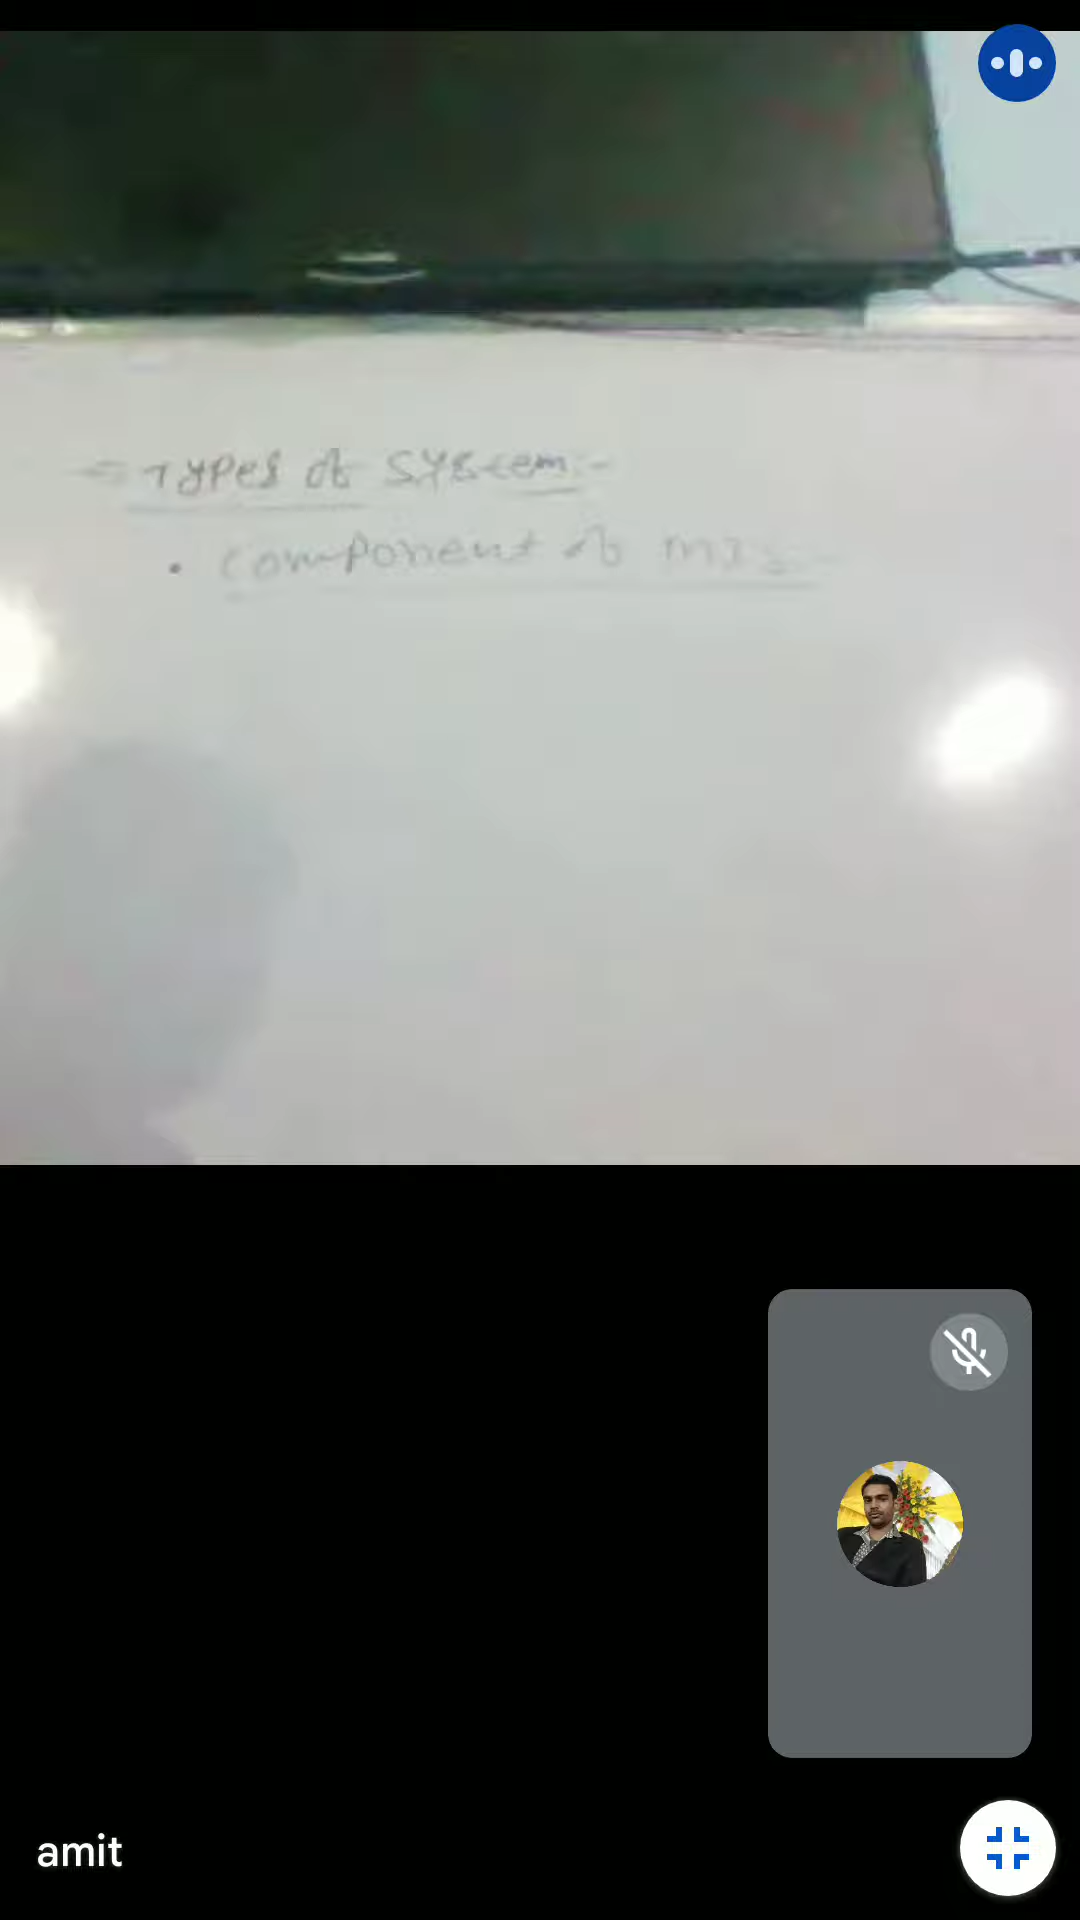 ⇒ Types of System:-
• Component of MIS:-
amit